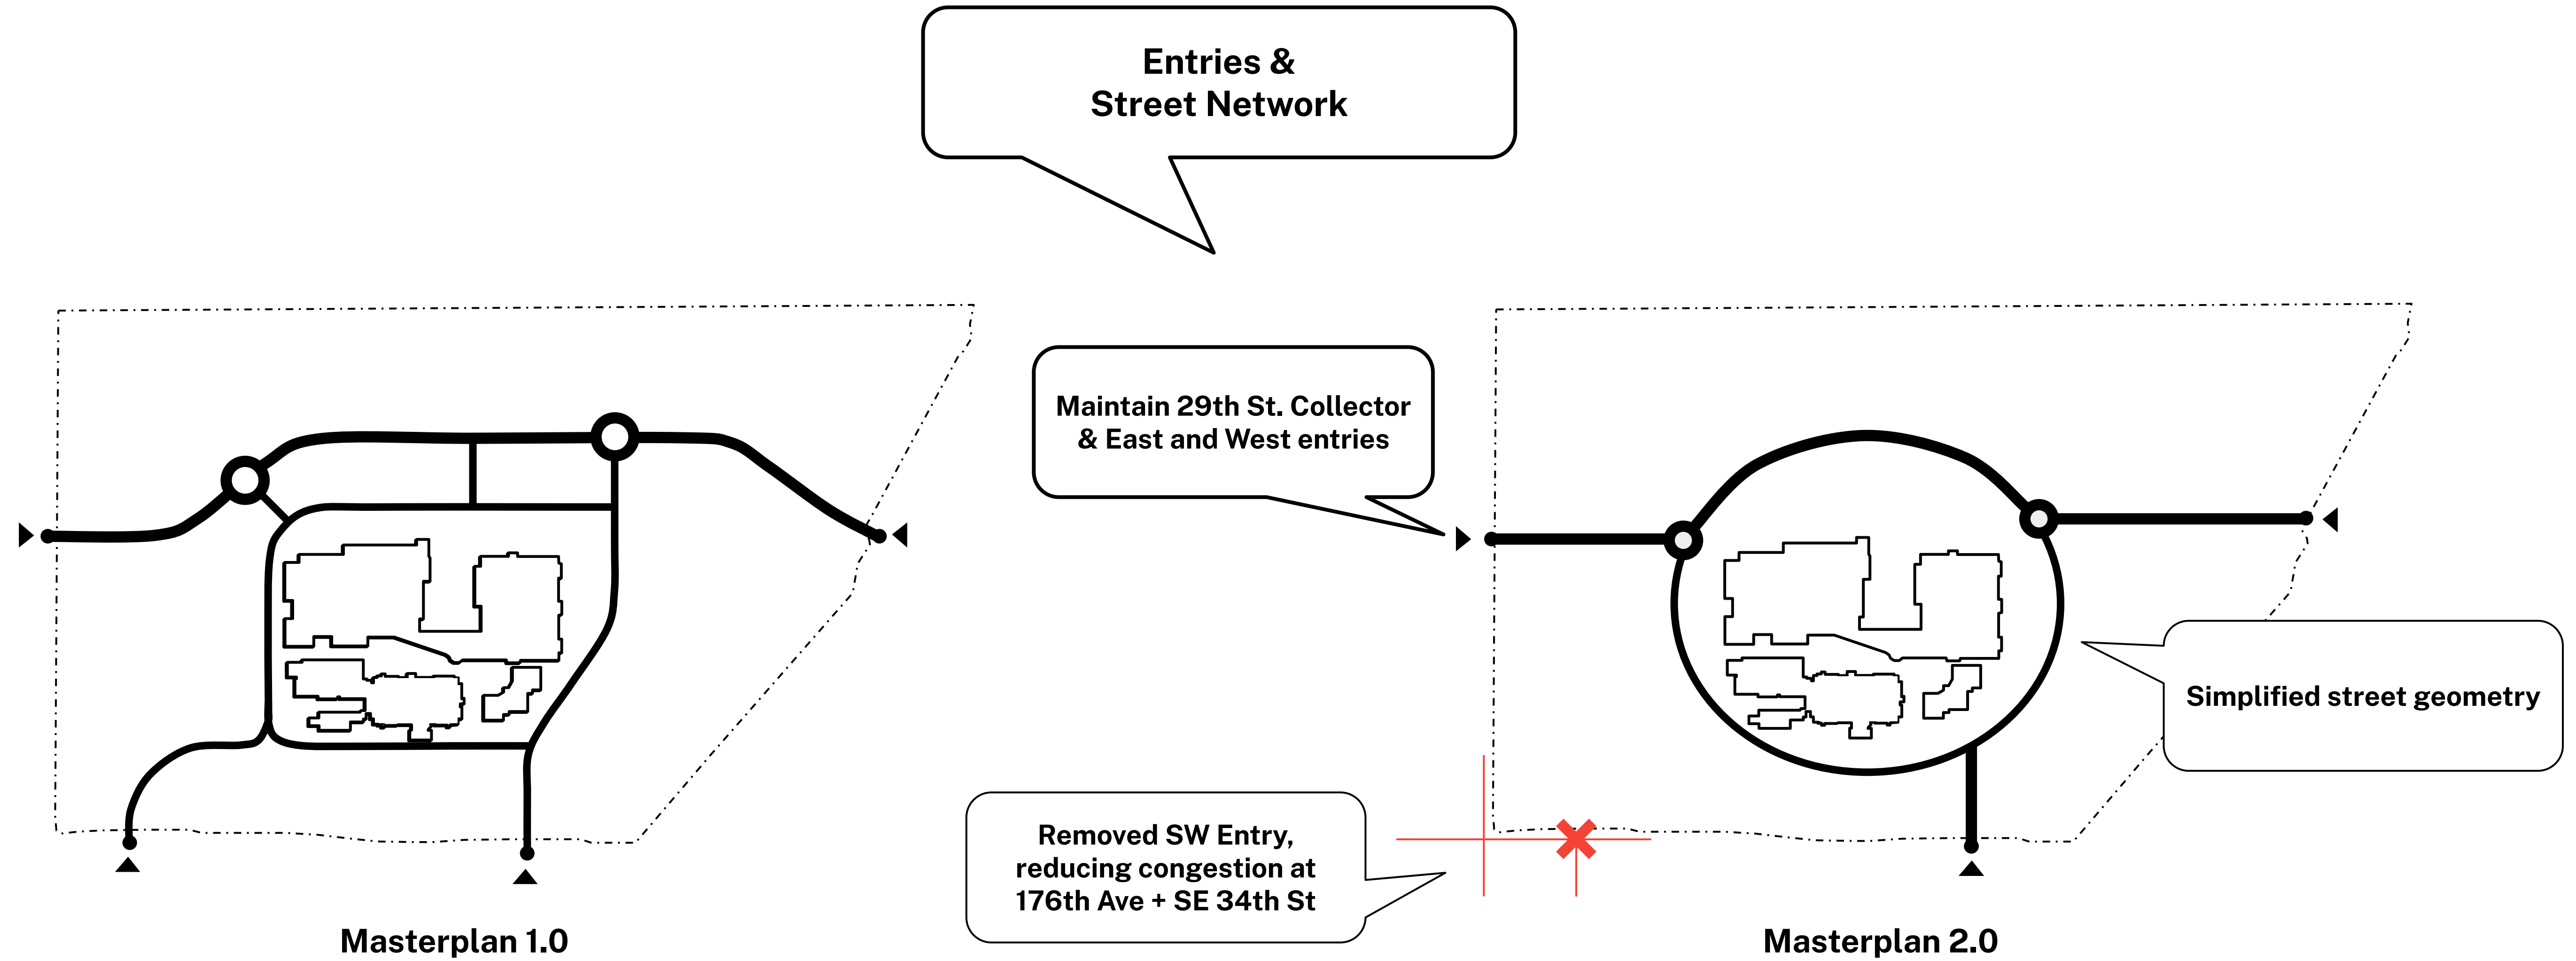 Entries &
Street Network
Maintain 29th St. Collector
& East and West entries
Simplified street geometry
Removed SW Entry,
reducing congestion at
176th Ave + SE 34th St
Masterplan 1.0
Masterplan 2.0